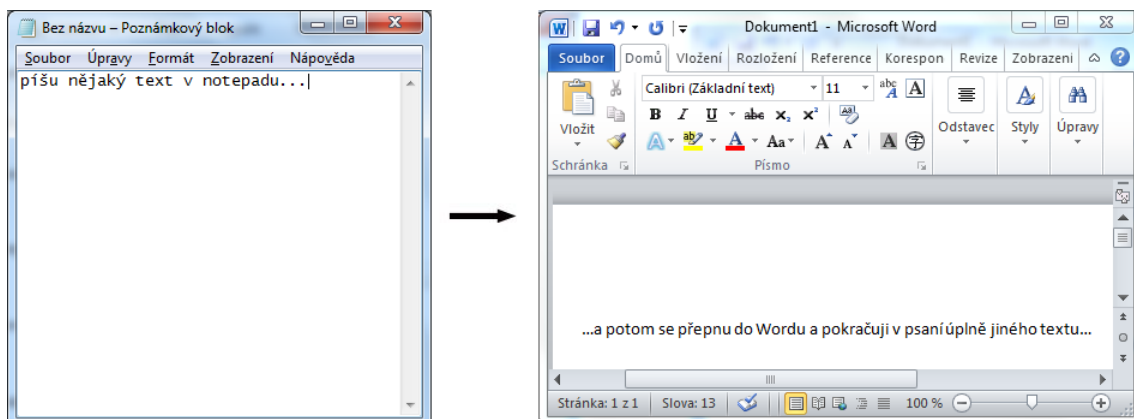 Bez názvu – Poznámkový blok
Soubor Úpravy Formát Zobrazení Nápověda
píšu nějaký text v notepadu...
Dokument1 - Microsoft Word
Soubor Domů Vložení Rozložení Reference Korespon Revize Zobrazeni
Calibri (Základní text) 11
Vložit
Odstavec Styly Úpravy
Schránka Písmo
...a potom se přepnu do Wordu a pokračuji v psaní úplně jiného textu...
Stránka: 1 z 1 Slova: 13 100 %